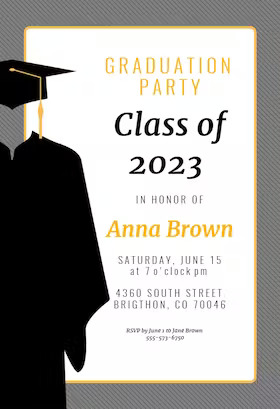 GRADUATION
PARTY
Class of
2023
IN HONOR OF
Anna Brown
SATURDAY, JUNE 15
at 7 o'clock pm
4360 SOUTH STREET
BRIGTHON, CO 70046
RSVP by June 1 to Jane Brown
555-573-6750